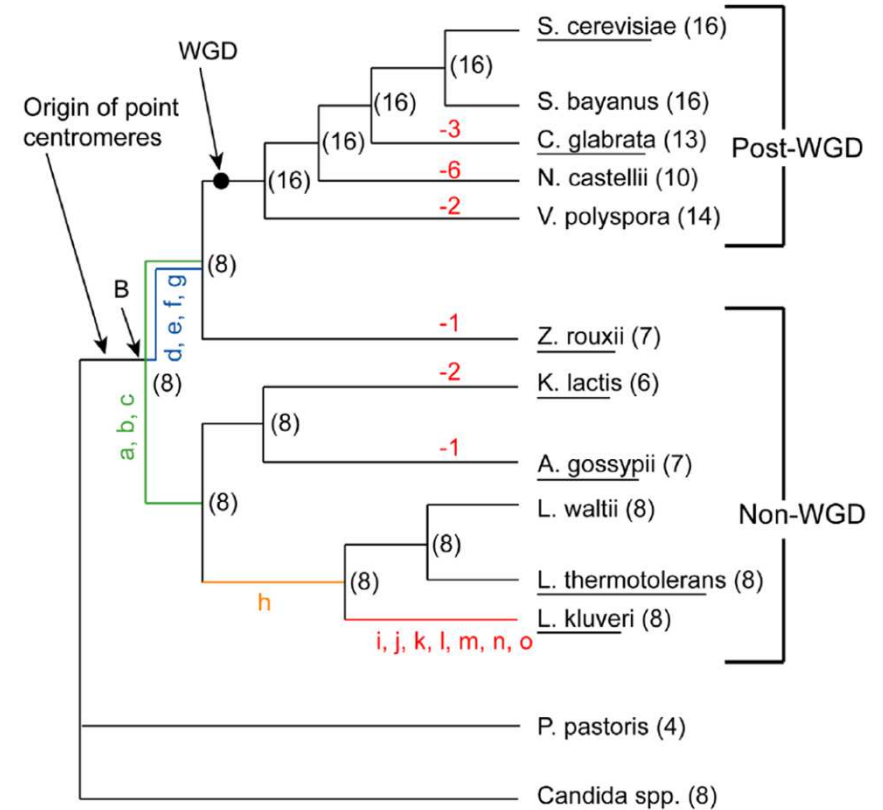 S. cerevisiae (16)
WGD
(16)
Origin of point
centromeres
S. bayanus (16)
(16)
-3
C. glabrata (13)
Post-WGD
(16)
-6
N. castellii (10)
(16)
-2
V. polyspora (14)
(8)
B
d, e, f, g
-1
Z. rouxii (7)
(8)
-2
K. lactis (6)
a, b, c
(8)
-1
A. gossypii (7)
(8)
L. waltii (8)
Non-WGD
(8)
L. thermotolerans (8)
(8)
h
L. kluveri (8)
i, j, k, l, m, n, o
P. pastoris (4)
Candida spp. (8)